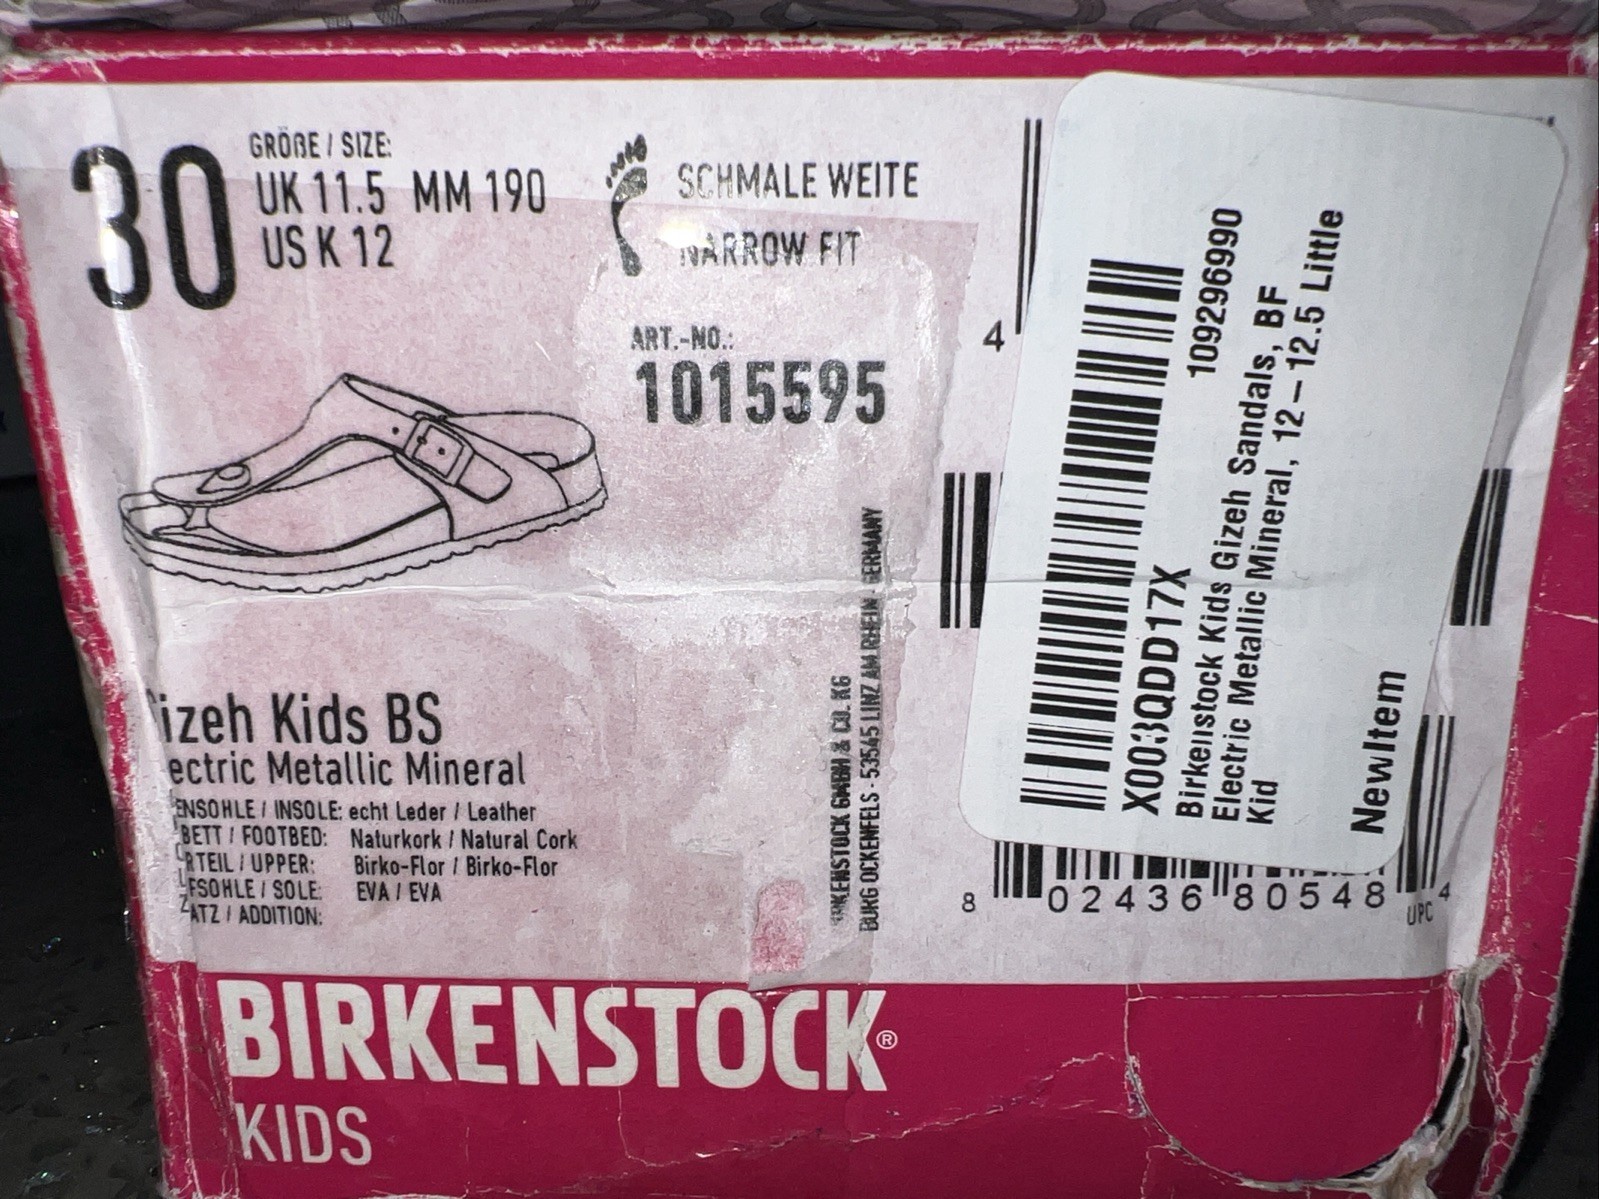 30
GRÖßE / SIZE:
UK 11.5 MM 190
US K 12
SCHMALE WEITE
NARROW FIT
ART.-NO.:
1015595
izeh Kids BS
ectric Metallic Mineral
ENSOHLE / INSOLE: echt Leder / Leather
BETT / FOOTBED: Naturkork / Natural Cork
RTEIL / UPPER: Birko-Flor / Birko-Flor
FSOHLE / SOLE: EVA / EVA
ZATZ / ADDITION:
BIRKENSTOCK GMBH & CO. KG
BURG OCKENFELS - 53545 LINZ AM RHEIN - GERMANY
4
X003QDD17X
109296990
Birkenstock Kids Gizeh Sandals, BF
Electric Metallic Mineral, 12 – 12.5 Little
Kid
NewItem
8 02436 80548 4
UPC
BIRKENSTOCK®
KIDS